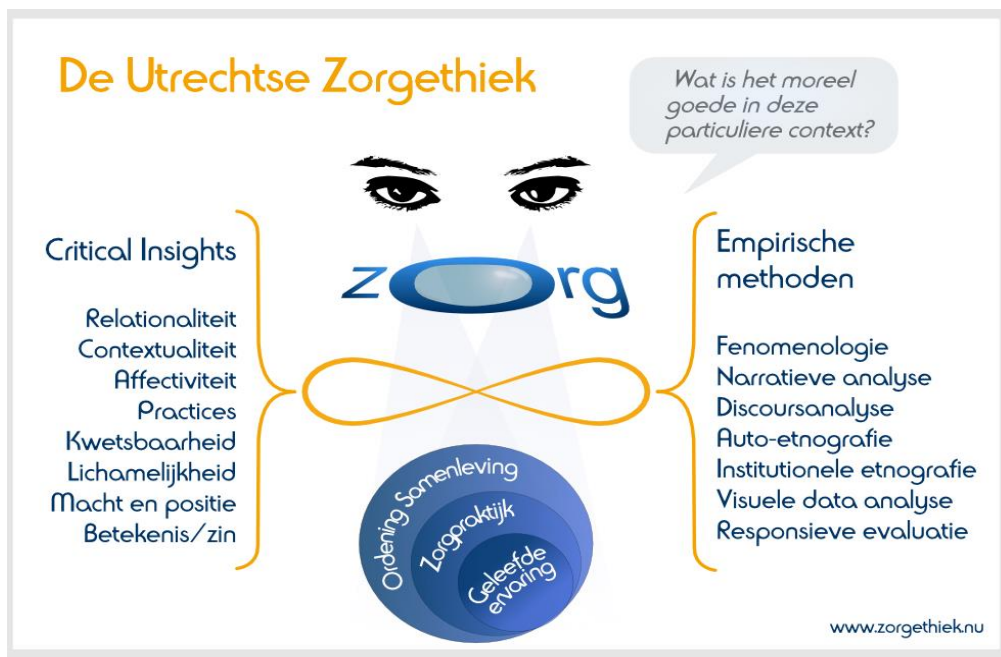 De Utrechtse Zorgethiek
Wat is het moreel
goede in deze
particuliere context?
zorg
Critical Insights
Relationaliteit
Contextualiteit
Affectiviteit
Practices
Kwetsbaarheid
Lichamelijkheid
Macht en positie
Betekenis/zin
Empirische
methoden
Fenomenologie
Narratieve analyse
Discoursanalyse
Auto-etnografie
Institutionele etnografie
Visuele data analyse
Responsieve evaluatie
Ordening Samenleving
Zorgpraktijk
Geleefde
ervaring
www.zorgethiek.nu